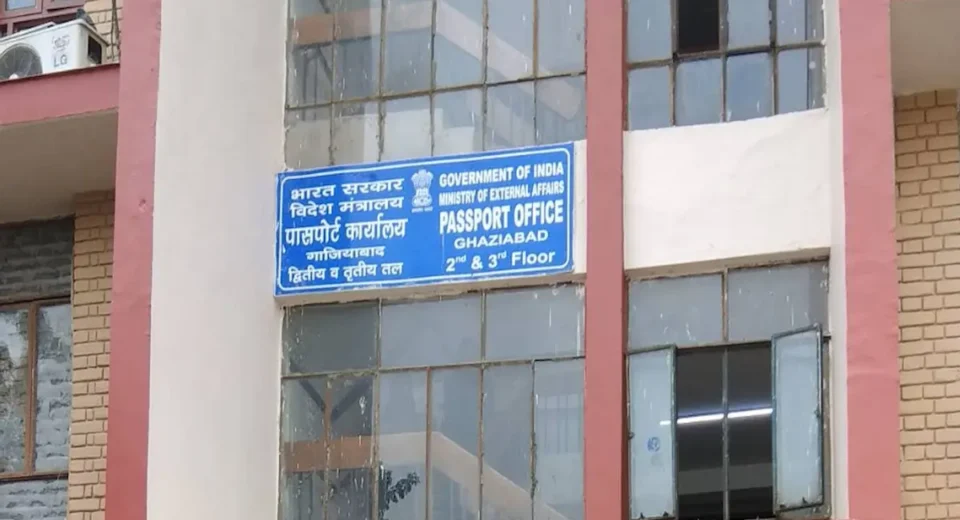 LG
भारत सरकार
विदेश मंत्रालय
पासपोर्ट कार्यालय
गाजियाबाद
द्वितीय व तृतीय तल
GOVERNMENT OF INDIA
MINISTRY OF EXTERNAL AFFAIRS
PASSPORT OFFICE
GHAZIABAD
2nd & 3rd Floor